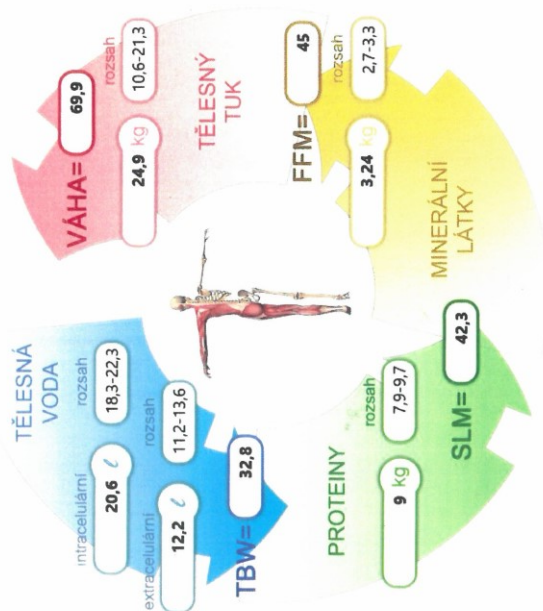 TĚLESNÁ
VODA
intracelulární
rozsah
20,6 l
18,3-22,3
extracelulární
rozsah
12,2 l
11,2-13,6
TBW=
32,8
VÁHA=
69,9
rozsah
24,9 kg
10,6-21,3
TĚLESNÝ
TUK
PROTEINY
rozsah
9 kg
7,9-9,7
SLM=
42,3
FFM=
45
rozsah
3,24 kg
2,7-3,3
MINERÁLNÍ
LÁTKY